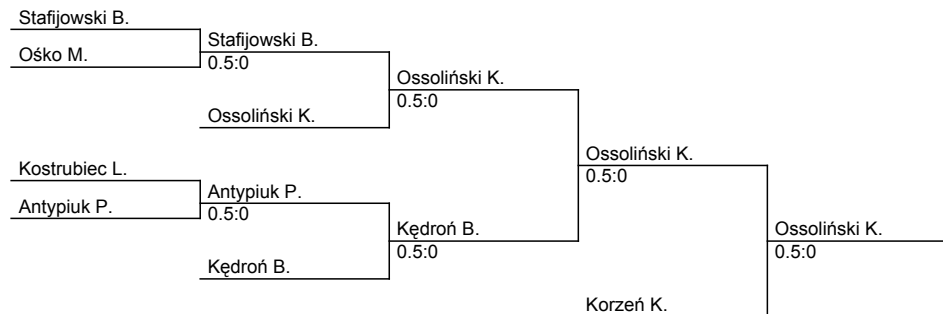 Stafijowski B.
Ośko M.
Stafijowski B.
0.5:0
Ossoliński K.
Ossoliński K.
0.5:0
Kostrubiec L.
Antypiuk P.
Antypiuk P.
0.5:0
Kędroń B.
Kędroń B.
0.5:0
Ossoliński K.
0.5:0
Korzeń K.
Ossoliński K.
0.5:0